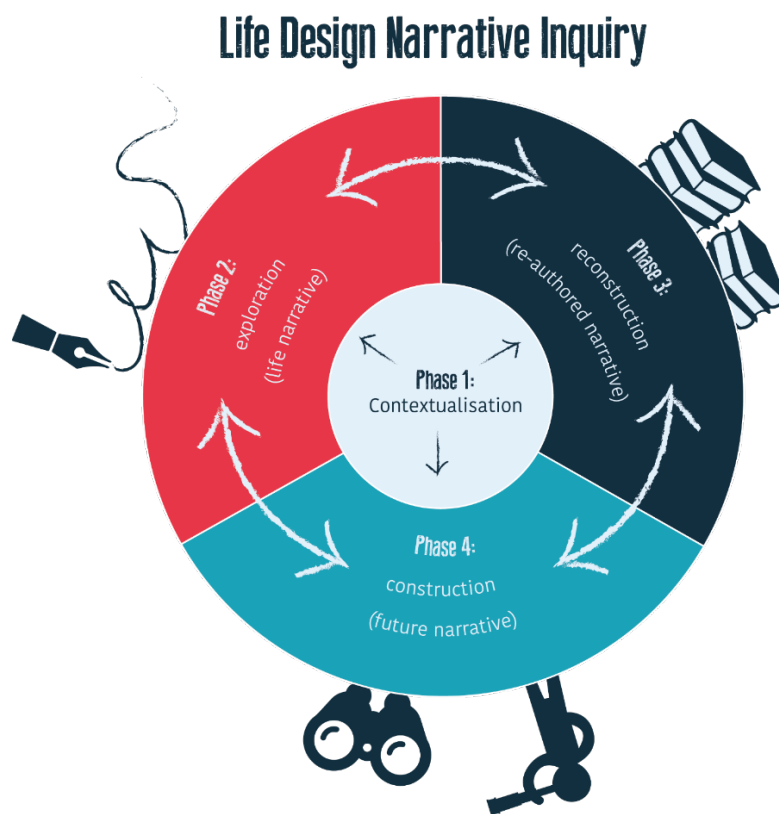 Life Design Narrative Inquiry
Phase 1:
Contextualisation
Phase 2:
exploration
(life narrative)
Phase 3:
reconstruction
(re-authored narrative)
Phase 4:
construction
(future narrative)